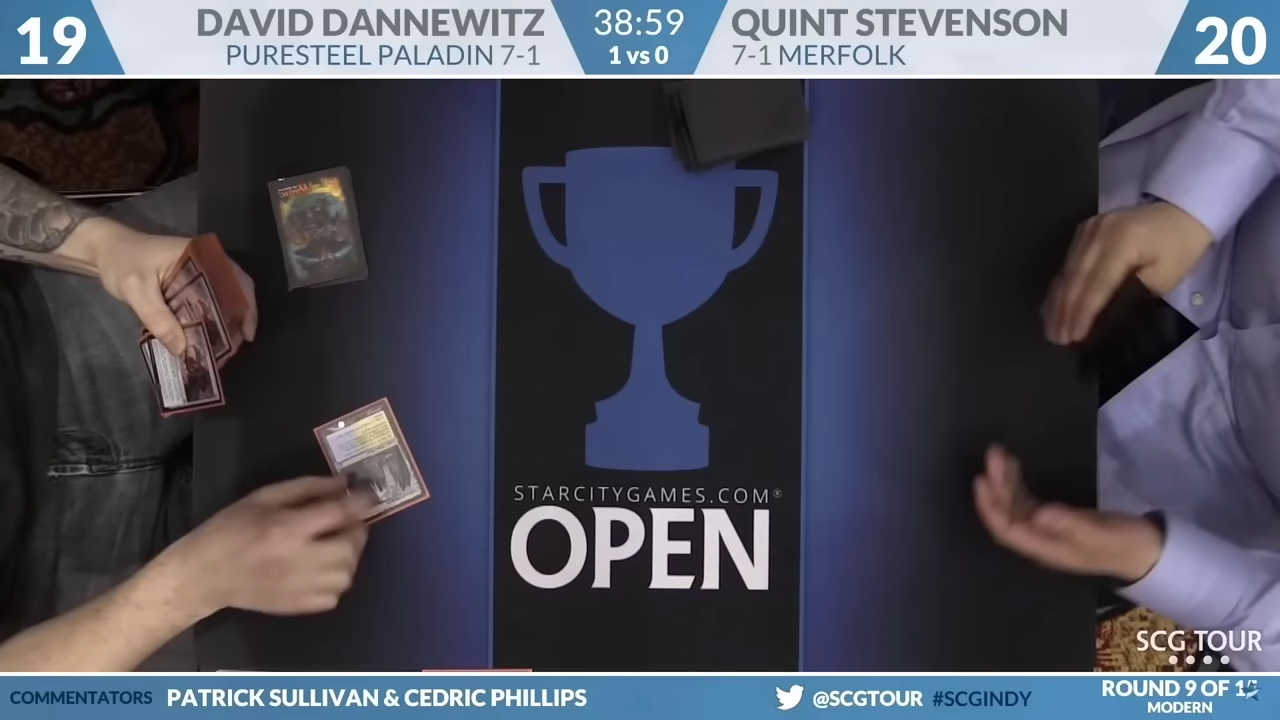 19
DAVID DANNEWITZ
PURESTEEL PALADIN 7-1
38:59
1 vs 0
QUINT STEVENSON
7-1 MERFOLK
20
STARCITYGAMES.COM®
OPEN
SCG TOUR
COMMENTATORS PATRICK SULLIVAN & CEDRIC PHILLIPS
@SCGTOUR #SCGINDY
ROUND 9 OF
MODERN